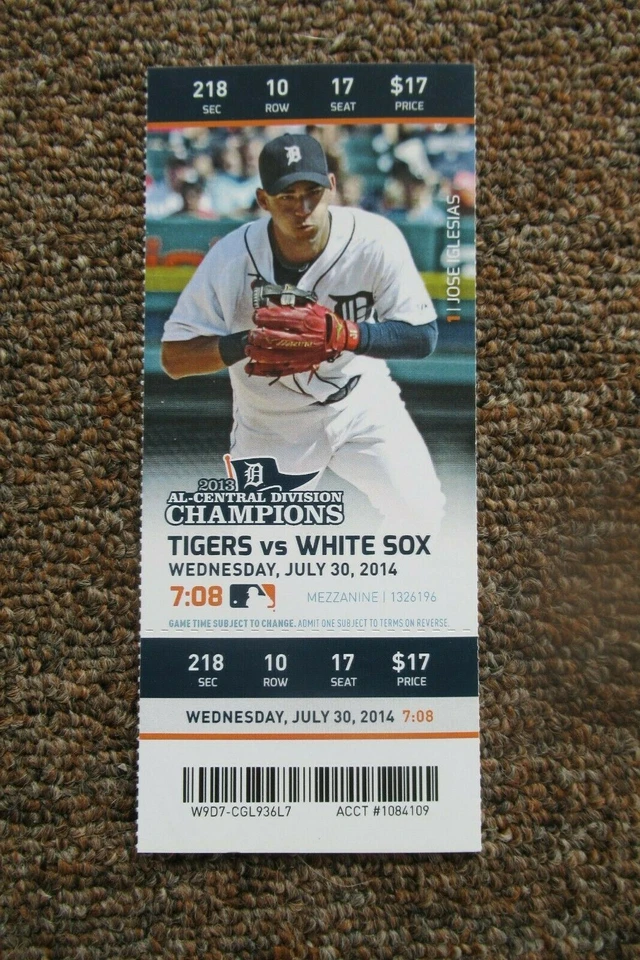 218 10 17 $17
SEC ROW SEAT PRICE
1 | JOSE IGLESIAS
2013
AL-CENTRAL DIVISION
CHAMPIONS
TIGERS vs WHITE SOX
WEDNESDAY, JULY 30, 2014
7:08 MEZZANINE | 1326196
GAME TIME SUBJECT TO CHANGE. ADMIT ONE SUBJECT TO TERMS ON REVERSE.
218 10 17 $17
SEC ROW SEAT PRICE
WEDNESDAY, JULY 30, 2014 7:08
W9D7-CGL936L7 ACCT #1084109